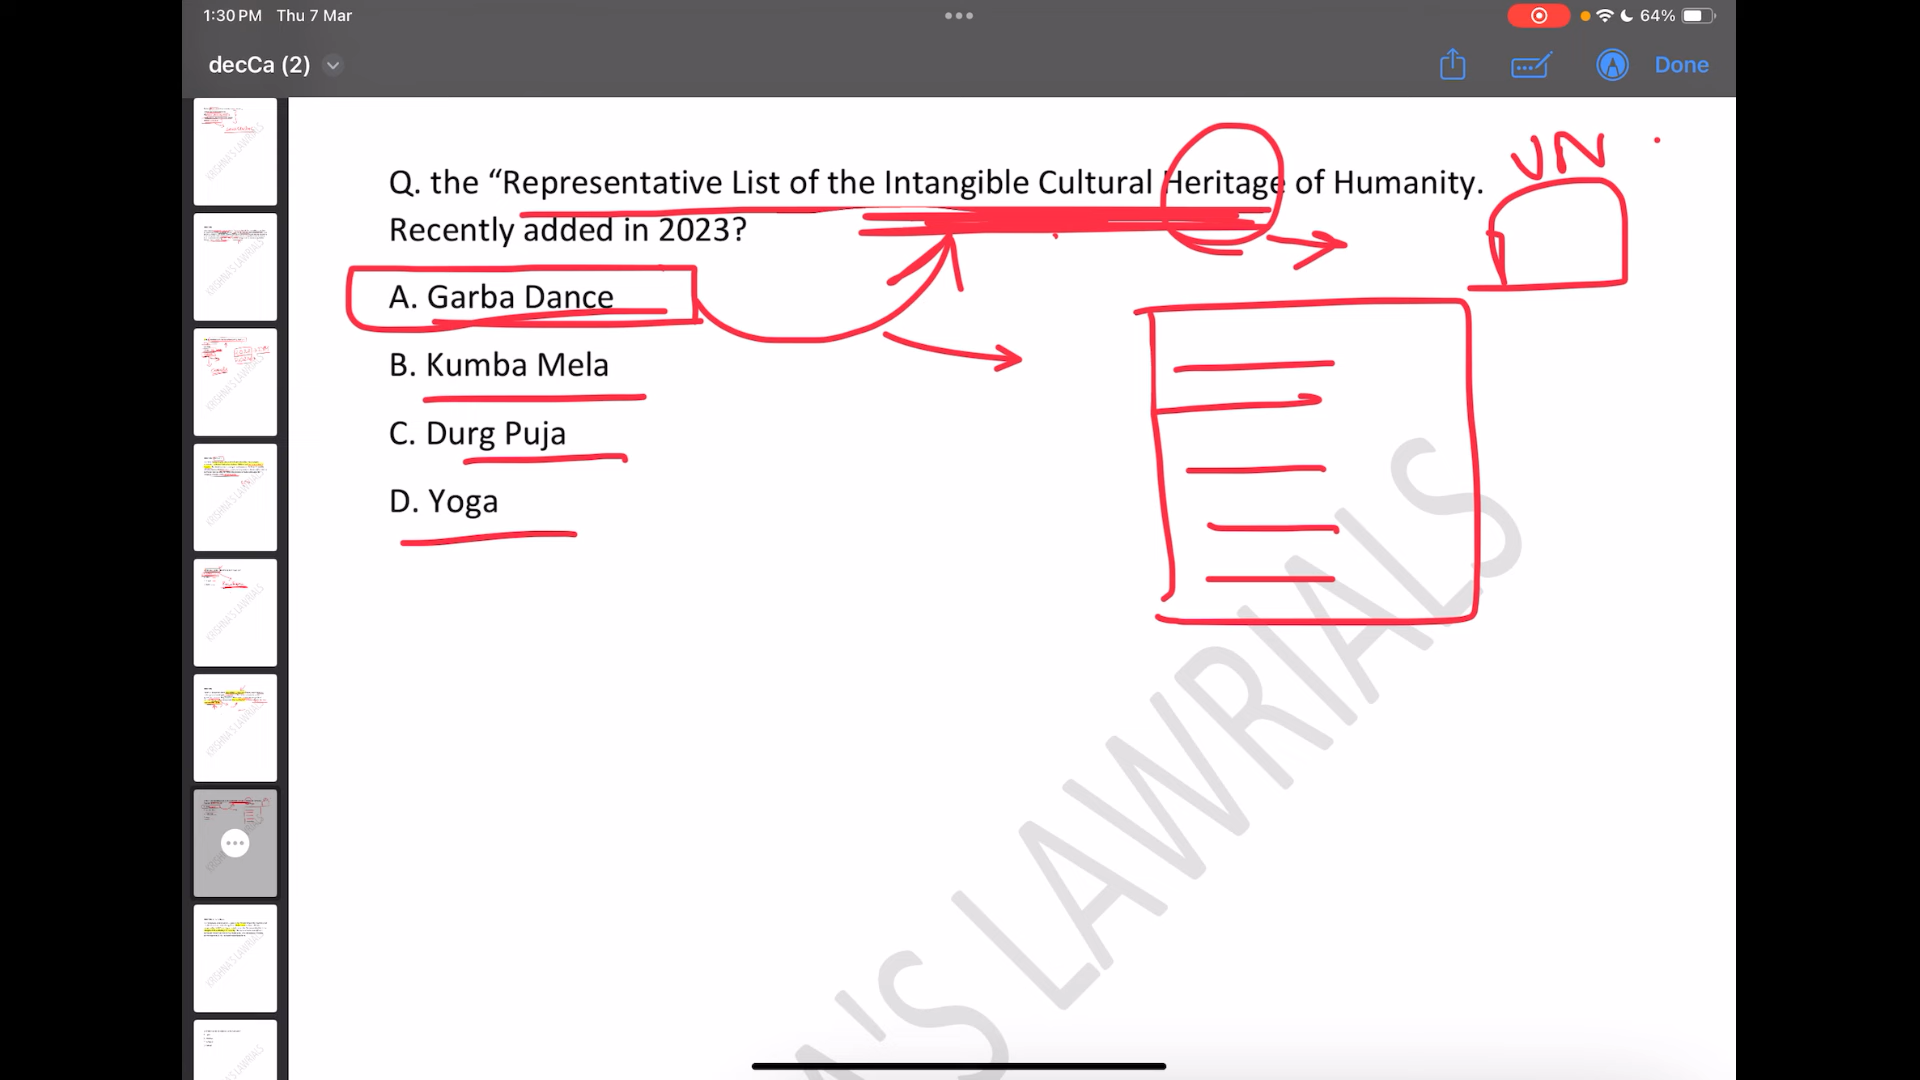 1:30 PM Thu 7 Mar
64%
decCa (2)
Done
Q. the “Representative List of the Intangible Cultural Heritage of Humanity.
Recently added in 2023?
A. Garba Dance
B. Kumba Mela
C. Durg Puja
D. Yoga
UN
A'S LAWRIALS